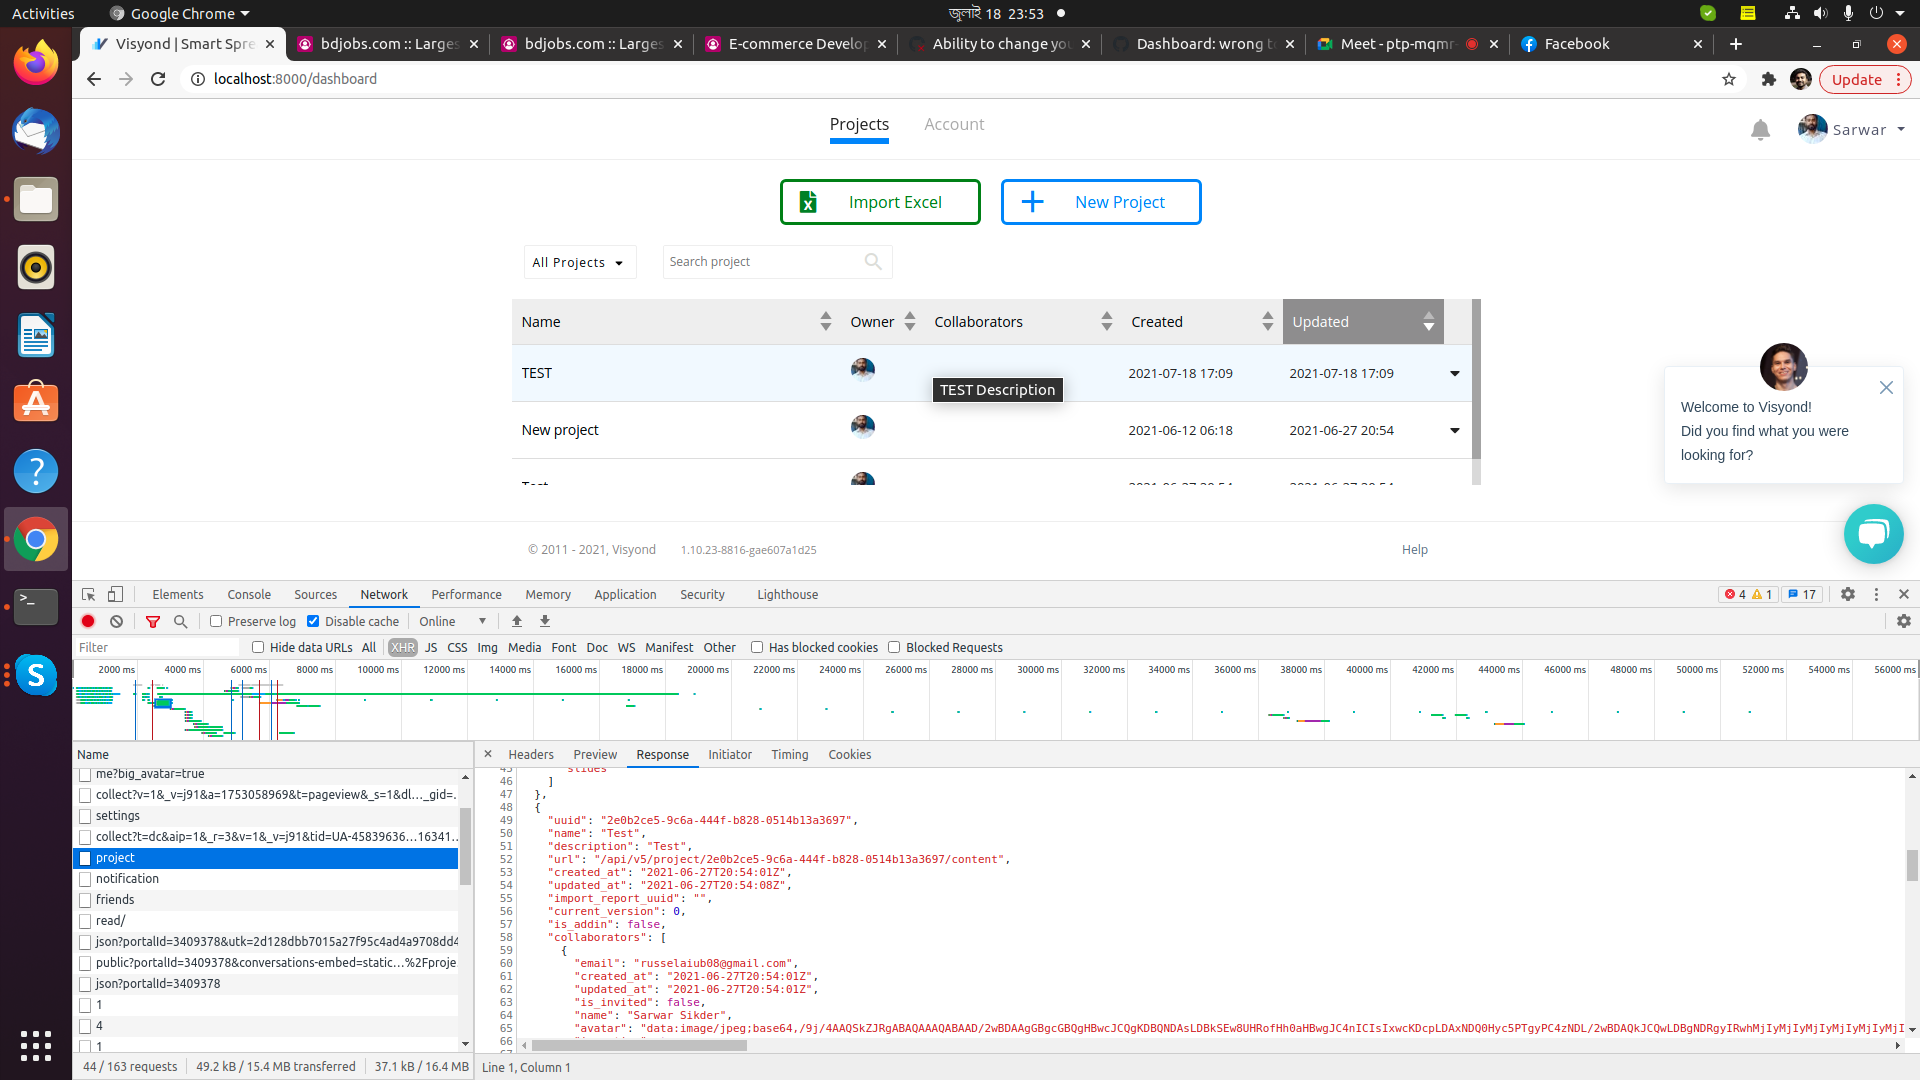 Activities
Google Chrome
জুলাই 18 23:53
Visyond | Smart Spre
bdjobs.com :: Larges
bdjobs.com :: Larges
E-commerce Develop
Ability to change you
Dashboard: wrong t
Meet - ptp-mqmr-
Facebook
localhost:8000/dashboard
Update
Projects
Account
Sarwar
Import Excel
New Project
All Projects
Search project
Name
Owner
Collaborators
Created
Updated
TEST
2021-07-18 17:09
2021-07-18 17:09
TEST Description
New project
2021-06-12 06:18
2021-06-27 20:54
Test
2021-06-27 20:54
2021-06-27 20:54
Welcome to Visyond!
Did you find what you were
looking for?
© 2011 - 2021, Visyond
1.10.23-8816-gae607a1d25
Help
Elements
Console
Sources
Network
Performance
Memory
Application
Security
Lighthouse
4
1
17
Preserve log
Disable cache
Online
Filter
Hide data URLs
All
XHR
JS
CSS
Img
Media
Font
Doc
WS
Manifest
Other
Has blocked cookies
Blocked Requests
2000 ms
4000 ms
6000 ms
8000 ms
10000 ms
12000 ms
14000 ms
16000 ms
18000 ms
20000 ms
22000 ms
24000 ms
26000 ms
28000 ms
30000 ms
32000 ms
34000 ms
36000 ms
38000 ms
40000 ms
42000 ms
44000 ms
46000 ms
48000 ms
50000 ms
52000 ms
54000 ms
56000 ms
Name
me?big_avatar=true
collect?v=1&_v=j91&a=1753058969&t=pageview&_s=1&dl…_gid=.
settings
collect?t=dc&aip=1&_r=3&v=1&_v=j91&tid=UA-45839636…16341..
project
notification
friends
read/
json?portalId=3409378&utk=2d128dbb7015a27f95c4ad4a9708dd4
public?portalId=3409378&conversations-embed=static…%2Fproje
json?portalId=3409378
1
4
1
44 / 163 requests
49.2 kB / 15.4 MB transferred
37.1 kB / 16.4 MB
Headers
Preview
Response
Initiator
Timing
Cookies
45 "slides"
46 ]
47 },
48 {
49 "uuid": "2e0b2ce5-9c6a-444f-b828-0514b13a3697",
50 "name": "Test",
51 "description": "Test",
52 "url": "/api/v5/project/2e0b2ce5-9c6a-444f-b828-0514b13a3697/content",
53 "created_at": "2021-06-27T20:54:01Z",
54 "updated_at": "2021-06-27T20:54:08Z",
55 "import_report_uuid": "",
56 "current_version": 0,
57 "is_addin": false,
58 "collaborators": [
59 {
60 "email": "russelaiub08@gmail.com",
61 "created_at": "2021-06-27T20:54:01Z",
62 "updated_at": "2021-06-27T20:54:01Z",
63 "is_invited": false,
64 "name": "Sarwar Sikder",
65 "avatar": "data:image/jpeg;base64,/9j/4AAQSkZJRgABAQAAAQABAAD/2wBDAAgGBgcGBQgHBwcJCQgKDBQNDAsLDBkSEw8UHRofHh0aHBwgJC4nICIsIxwcKDcpLDAxNDQ0Hyc5PTgyPC4zNDL/2wBDAQkJCQwLDBgNDRgyIRwhMjIyMjIyMjIyMjIyMjIyMjI
66
Line 1, Column 1